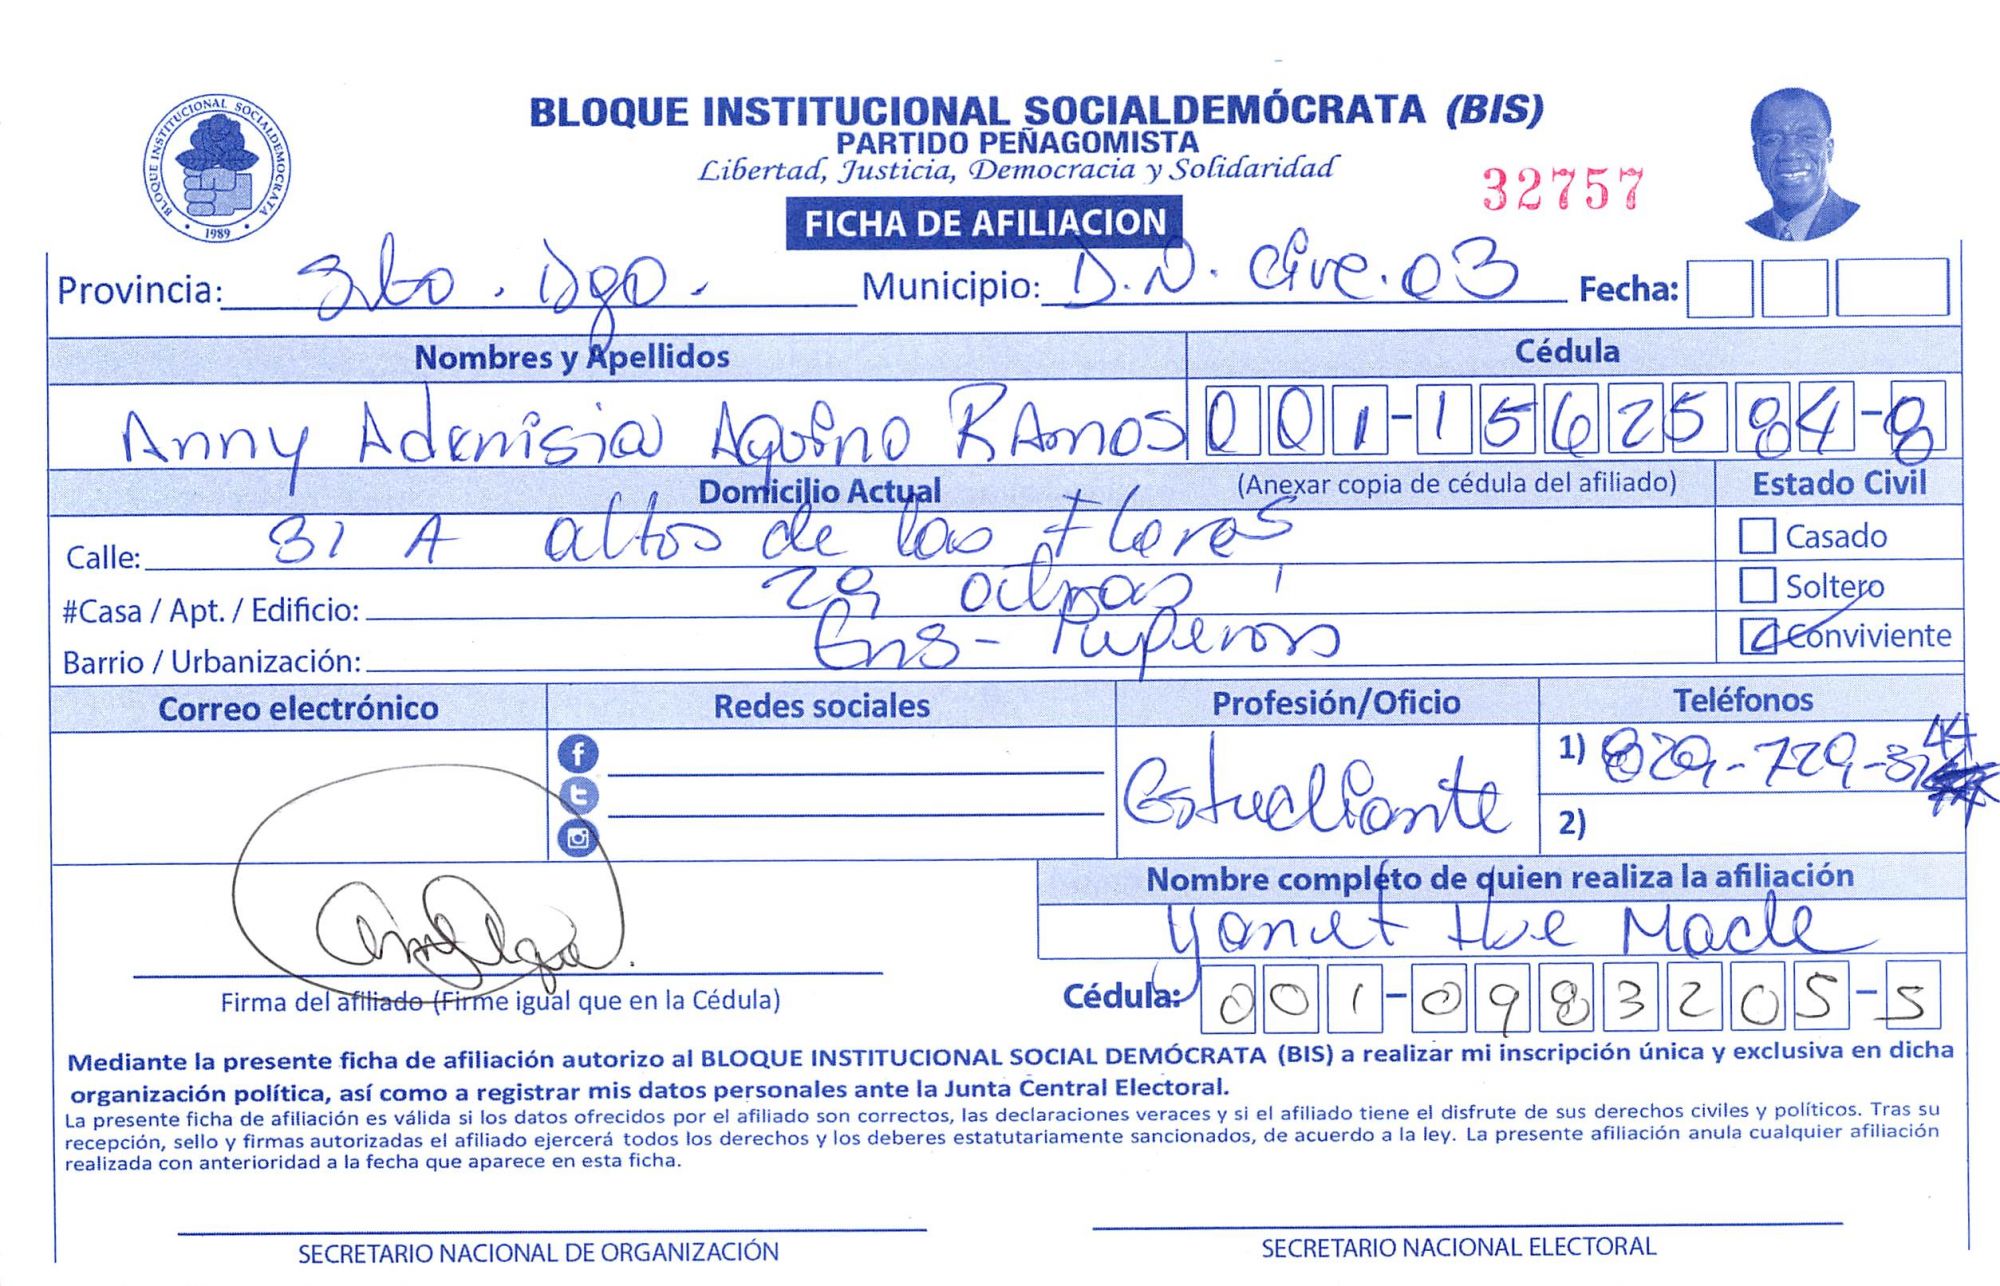 BLOQUE INSTITUCIONAL SOCIALDEMÓCRATA (BIS)
PARTIDO PEÑAGOMISTA
Libertad, Justicia, Democracia y Solidaridad
32757
BLOQUE INSTITUCIONAL SOCIALDEMOCRATA
1989
FICHA DE AFILIACION
Provincia: Sto. Dgo. Municipio: D.N. Circ. 03 Fecha:
Nombres y Apellidos Cédula
Anny Adenisia Aquino RAmos 001-1562584-8
Domicilio Actual (Anexar copia de cédula del afiliado) Estado Civil
Calle: 31 A altos de las Flores Casado
#Casa / Apt. / Edificio: 29 Soltero
Barrio / Urbanización: Ens- Conviviente
Correo electrónico Redes sociales Profesión/Oficio Teléfonos
Estudiante 1) 829-729-3144
2)
Nombre completo de quien realiza la afiliación
Yanet
Firma del afiliado (Firme igual que en la Cédula) Cédula: 001-0983205-5
Mediante la presente ficha de afiliación autorizo al BLOQUE INSTITUCIONAL SOCIAL DEMÓCRATA (BIS) a realizar mi inscripción única y exclusiva en dicha
organización política, así como a registrar mis datos personales ante la Junta Central Electoral.
La presente ficha de afiliación es válida si los datos ofrecidos por el afiliado son correctos, las declaraciones veraces y si el afiliado tiene el disfrute de sus derechos civiles y políticos. Tras su
recepción, sello y firmas autorizadas el afiliado ejercerá todos los derechos y los deberes estatutariamente sancionados, de acuerdo a la ley. La presente afiliación anula cualquier afiliación
realizada con anterioridad a la fecha que aparece en esta ficha.
SECRETARIO NACIONAL DE ORGANIZACIÓN SECRETARIO NACIONAL ELECTORAL